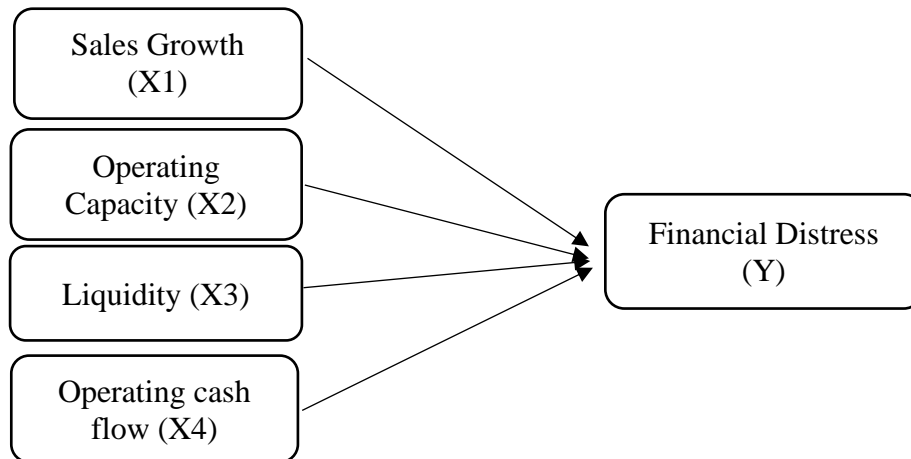 Sales Growth
(X1)
Operating
Capacity (X2)
Liquidity (X3)
Operating cash
flow (X4)
Financial Distress
(Y)